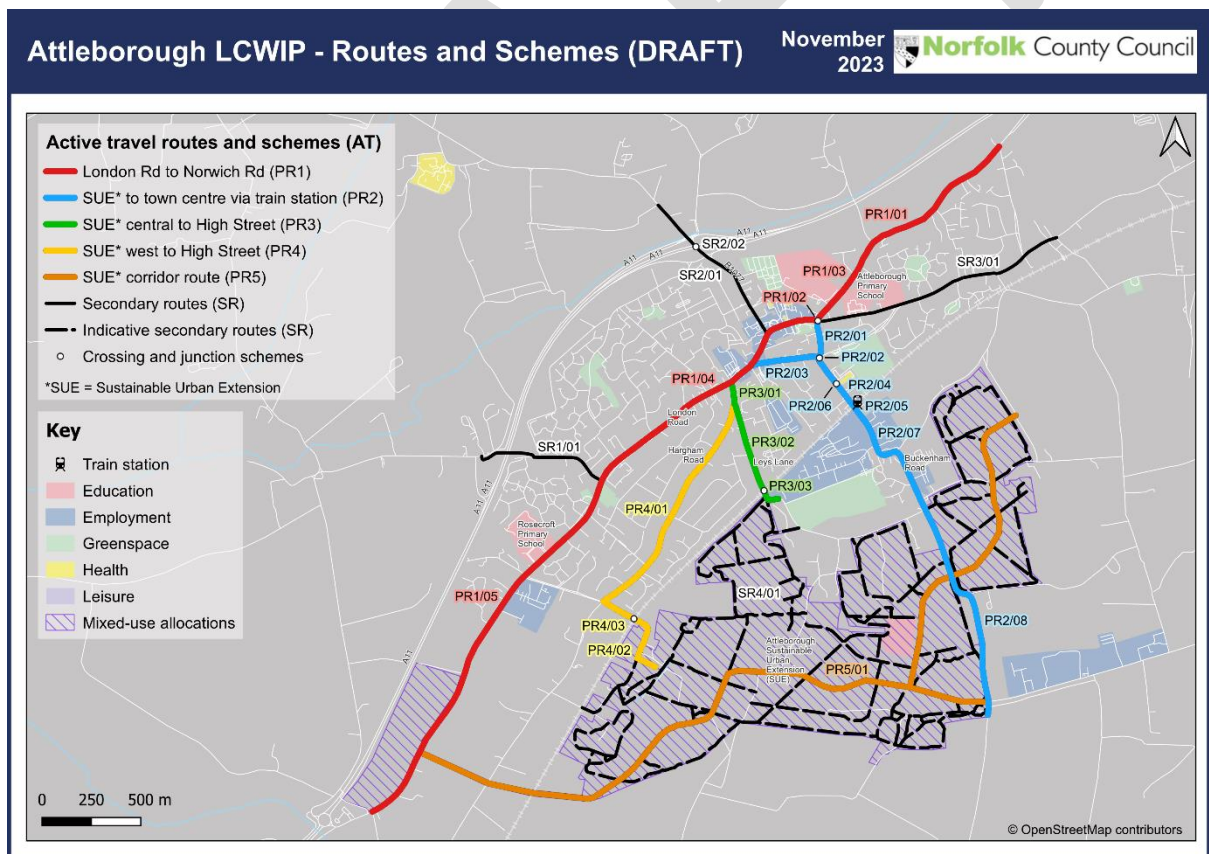 Attleborough LCWIP - Routes and Schemes (DRAFT)
November
2023
Norfolk County Council
Active travel routes and schemes (AT)
London Rd to Norwich Rd (PR1)
SUE* to town centre via train station (PR2)
SUE* central to High Street (PR3)
SUE* west to High Street (PR4)
SUE* corridor route (PR5)
Secondary routes (SR)
Indicative secondary routes (SR)
Crossing and junction schemes
*SUE = Sustainable Urban Extension
Key
Train station
Education
Employment
Greenspace
Health
Leisure
Mixed-use allocations
0 250 500 m
PR1/01
SR2/02
A11
A11
A11
A11
SR2/01
SR3/01
PR1/03
Attleborough
Primary
School
PR1/02
PR2/01
PR2/02
PR2/03
PR2/04
PR1/04
PR3/01
PR2/06
PR2/05
London
Road
PR2/07
PR3/02
Hargham
Road
Leys Lane
Buckenham
Road
SR1/01
A11
A11
PR3/03
PR4/01
Rosecroft
Primary
School
SR4/01
PR1/05
PR4/03
PR2/08
PR4/02
Attleborough
Sustainable
Urban
Extension
(SUE)
PR5/01
A11
© OpenStreetMap contributors